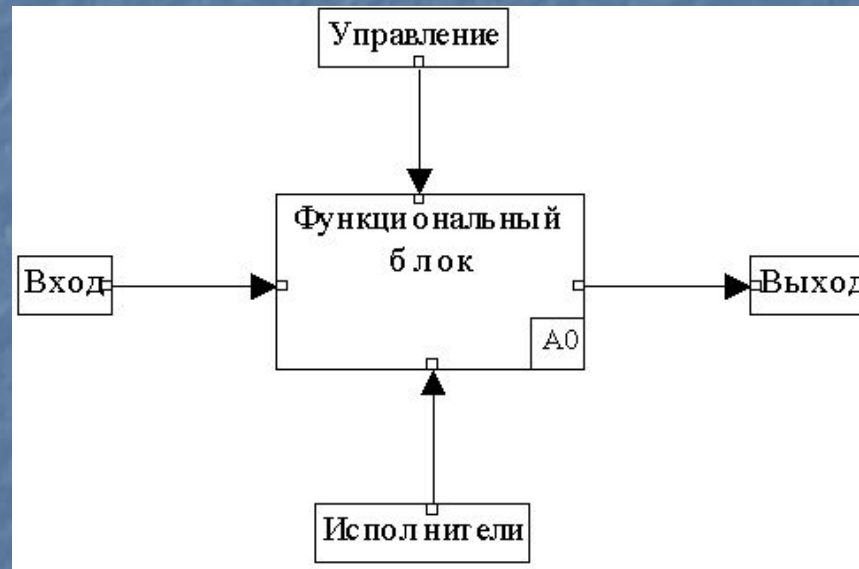 Управление
Функциональный
блок
Вход
Выход
A0
Исполнители